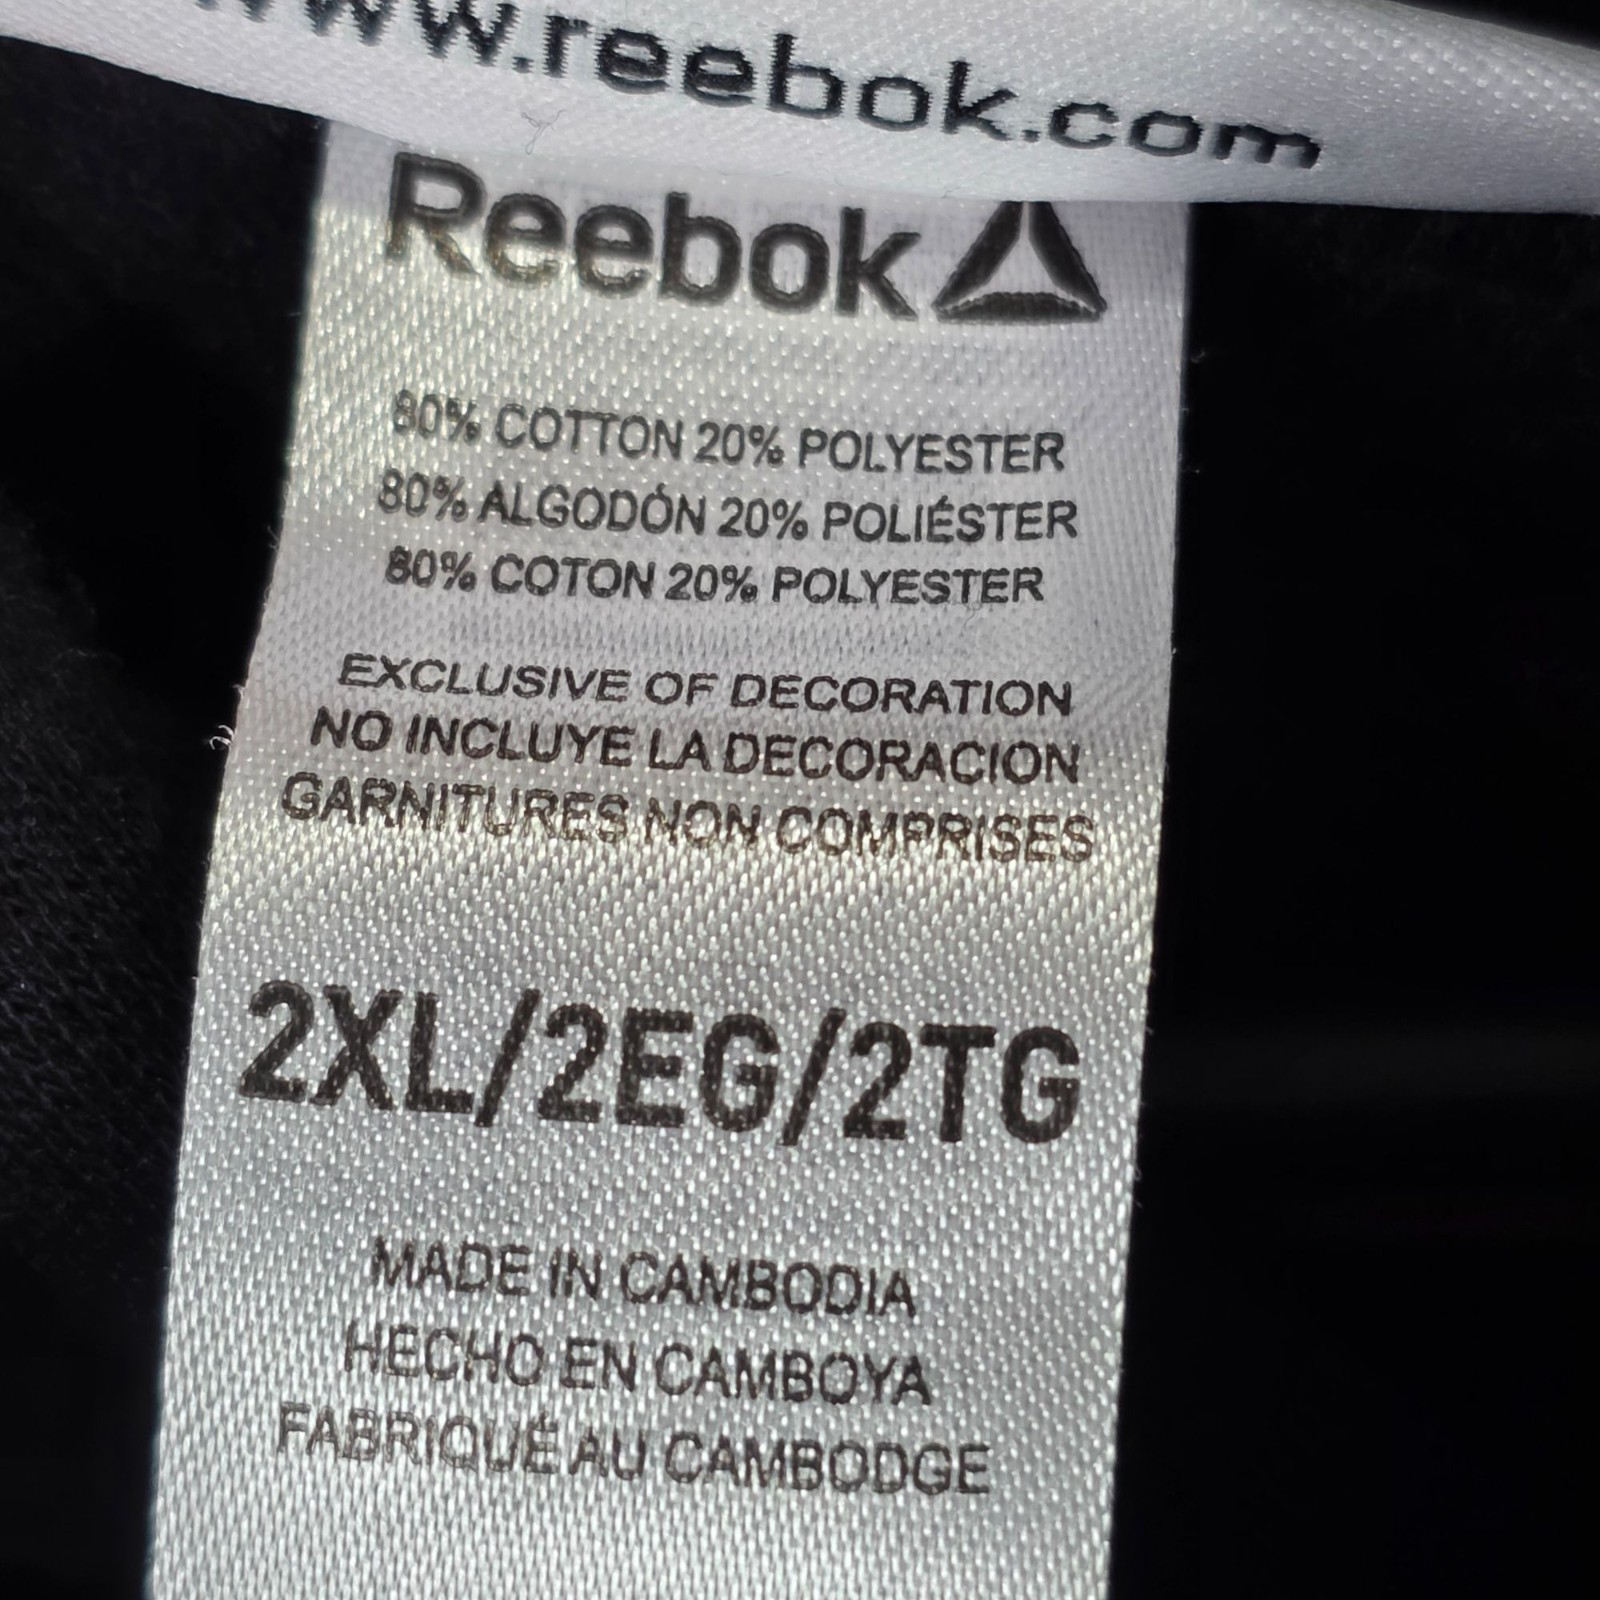 www.reebok.com
Reebok
80% COTTON 20% POLYESTER
80% ALGODÓN 20% POLIÉSTER
80% COTON 20% POLYESTER
EXCLUSIVE OF DECORATION
NO INCLUYE LA DECORACION
GARNITURES NON COMPRISES
2XL/2EG/2TG
MADE IN CAMBODIA
HECHO EN CAMBOYA
FABRIQUÉ AU CAMBODGE